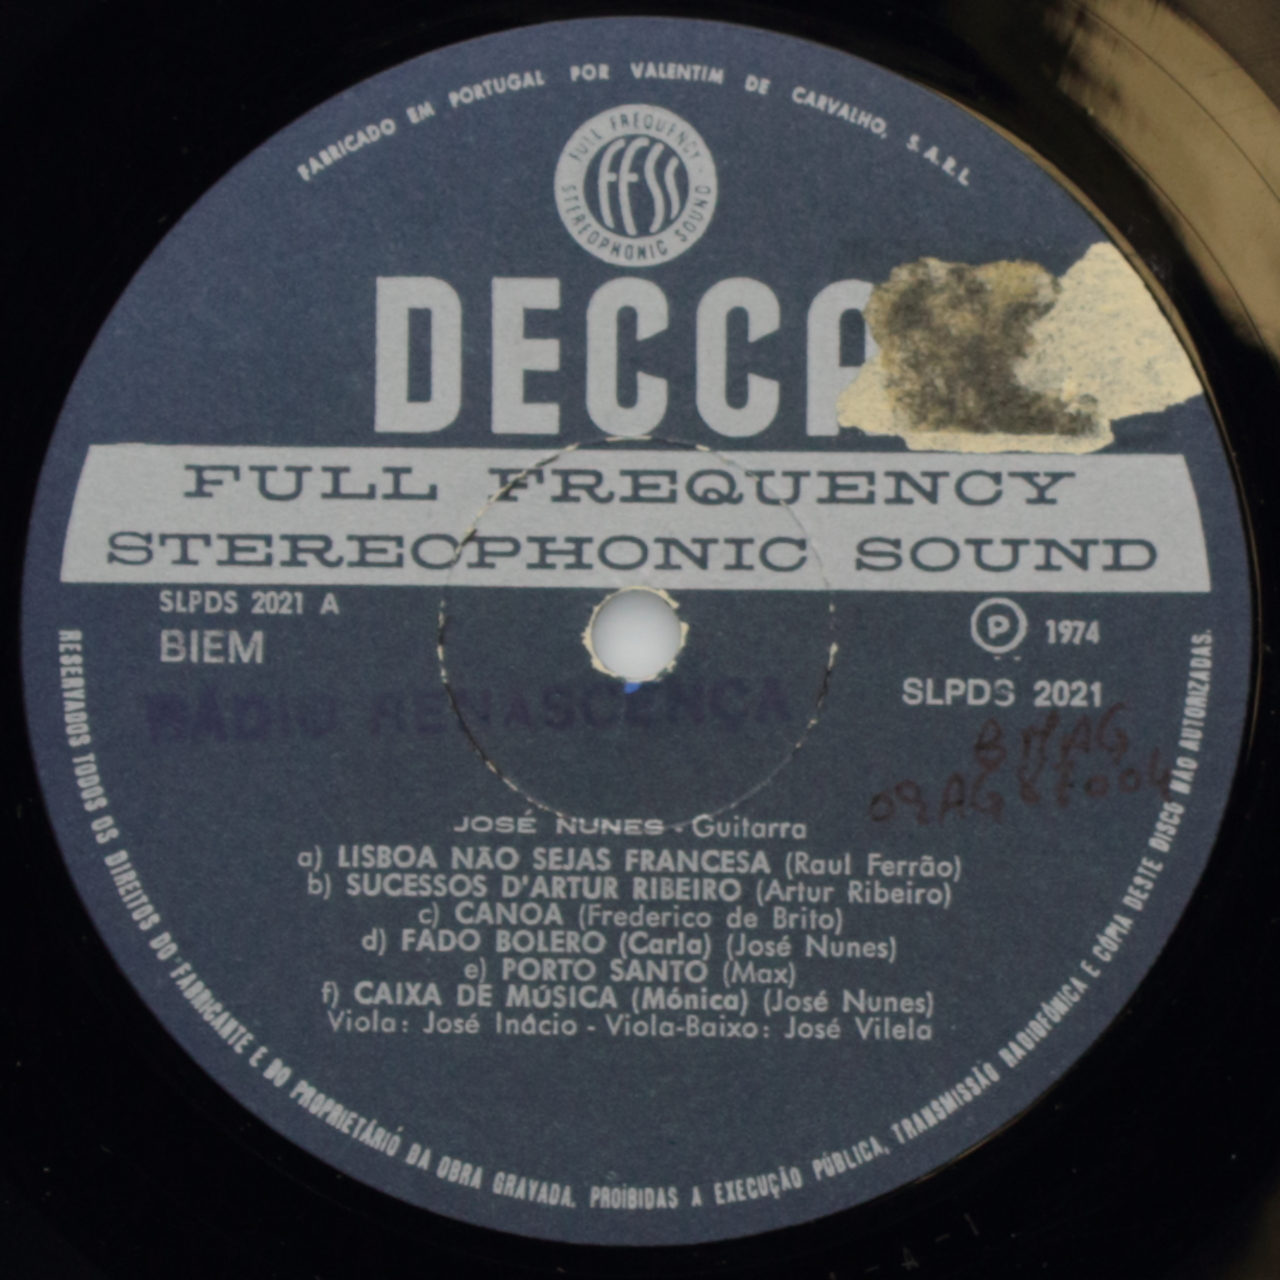 FABRICADO EM PORTUGAL POR VALENTIM DE CARVALHO, S.A.R.L.
FULL FREQUENCY
FFSS
STEREOPHONIC SOUND
DECCA
FULL FREQUENCY
STEREOPHONIC SOUND
SLPDS 2021 A
BIEM
Ⓟ 1974
SLPDS 2021
RÁDIO RENASCENÇA
JOSÉ NUNES - Guitarra
a) LISBOA NÃO SEJAS FRANCESA (Raul Ferrão)
b) SUCESSOS D'ARTUR RIBEIRO (Artur Ribeiro)
c) CANOA (Frederico de Brito)
d) FADO BOLERO (Carla) (José Nunes)
e) PORTO SANTO (Max)
f) CAIXA DE MÚSICA (Mónica) (José Nunes)
Viola: José Inácio - Viola-Baixo: José Vilela
RESERVADOS TODOS OS DIREITOS DO FABRICANTE E DO PROPRIETÁRIO DA OBRA GRAVADA. PROIBIDAS A EXECUÇÃO PÚBLICA, TRANSMISSÃO RADIOFÓNICA E CÓPIA DESTE DISCO NÃO AUTORIZADAS.